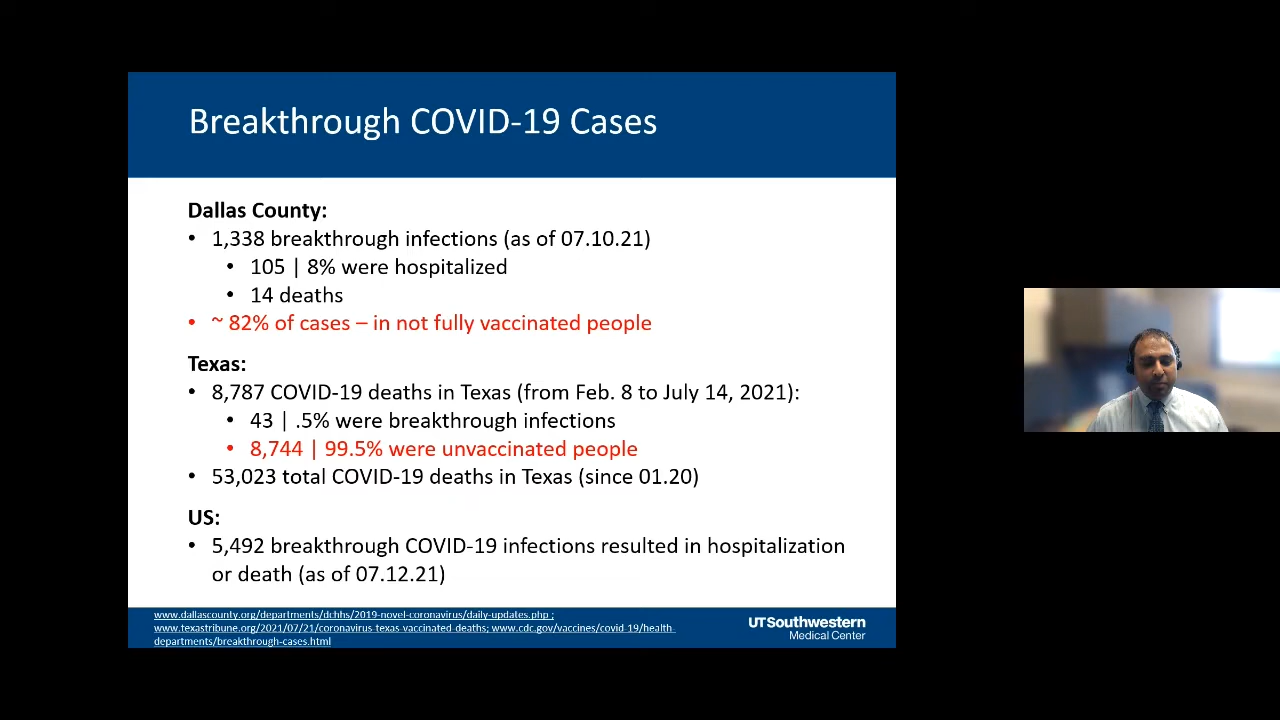 Breakthrough COVID-19 Cases
Dallas County:
• 1,338 breakthrough infections (as of 07.10.21)
• 105 | 8% were hospitalized
• 14 deaths
• ~ 82% of cases – in not fully vaccinated people
Texas:
• 8,787 COVID-19 deaths in Texas (from Feb. 8 to July 14, 2021):
• 43 | .5% were breakthrough infections
• 8,744 | 99.5% were unvaccinated people
• 53,023 total COVID-19 deaths in Texas (since 01.20)
US:
• 5,492 breakthrough COVID-19 infections resulted in hospitalization
or death (as of 07.12.21)
www.dallascounty.org/departments/dchhs/2019-novel-coronavirus/daily-updates.php ;
www.texastribune.org/2021/07/21/coronavirus-texas-vaccinated-deaths; www.cdc.gov/vaccines/covid-19/health-
departments/breakthrough-cases.html
UTSouthwestern
Medical Center